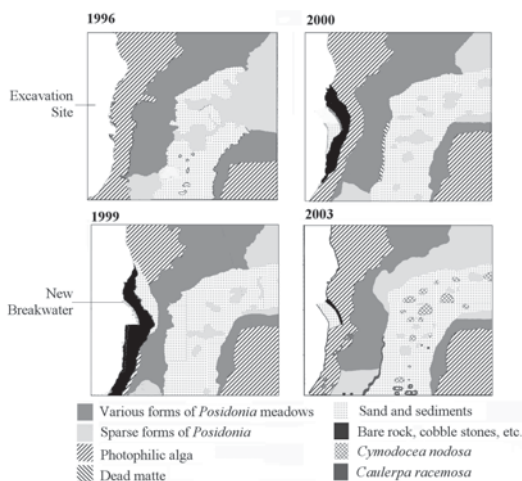 1996
2000
Excavation
Site
1999
2003
New
Breakwater
Various forms of Posidonia meadows
Sparse forms of Posidonia
Photophilic alga
Dead matte
Sand and sediments
Bare rock, cobble stones, etc.
Cymodocea nodosa
Caulerpa racemosa